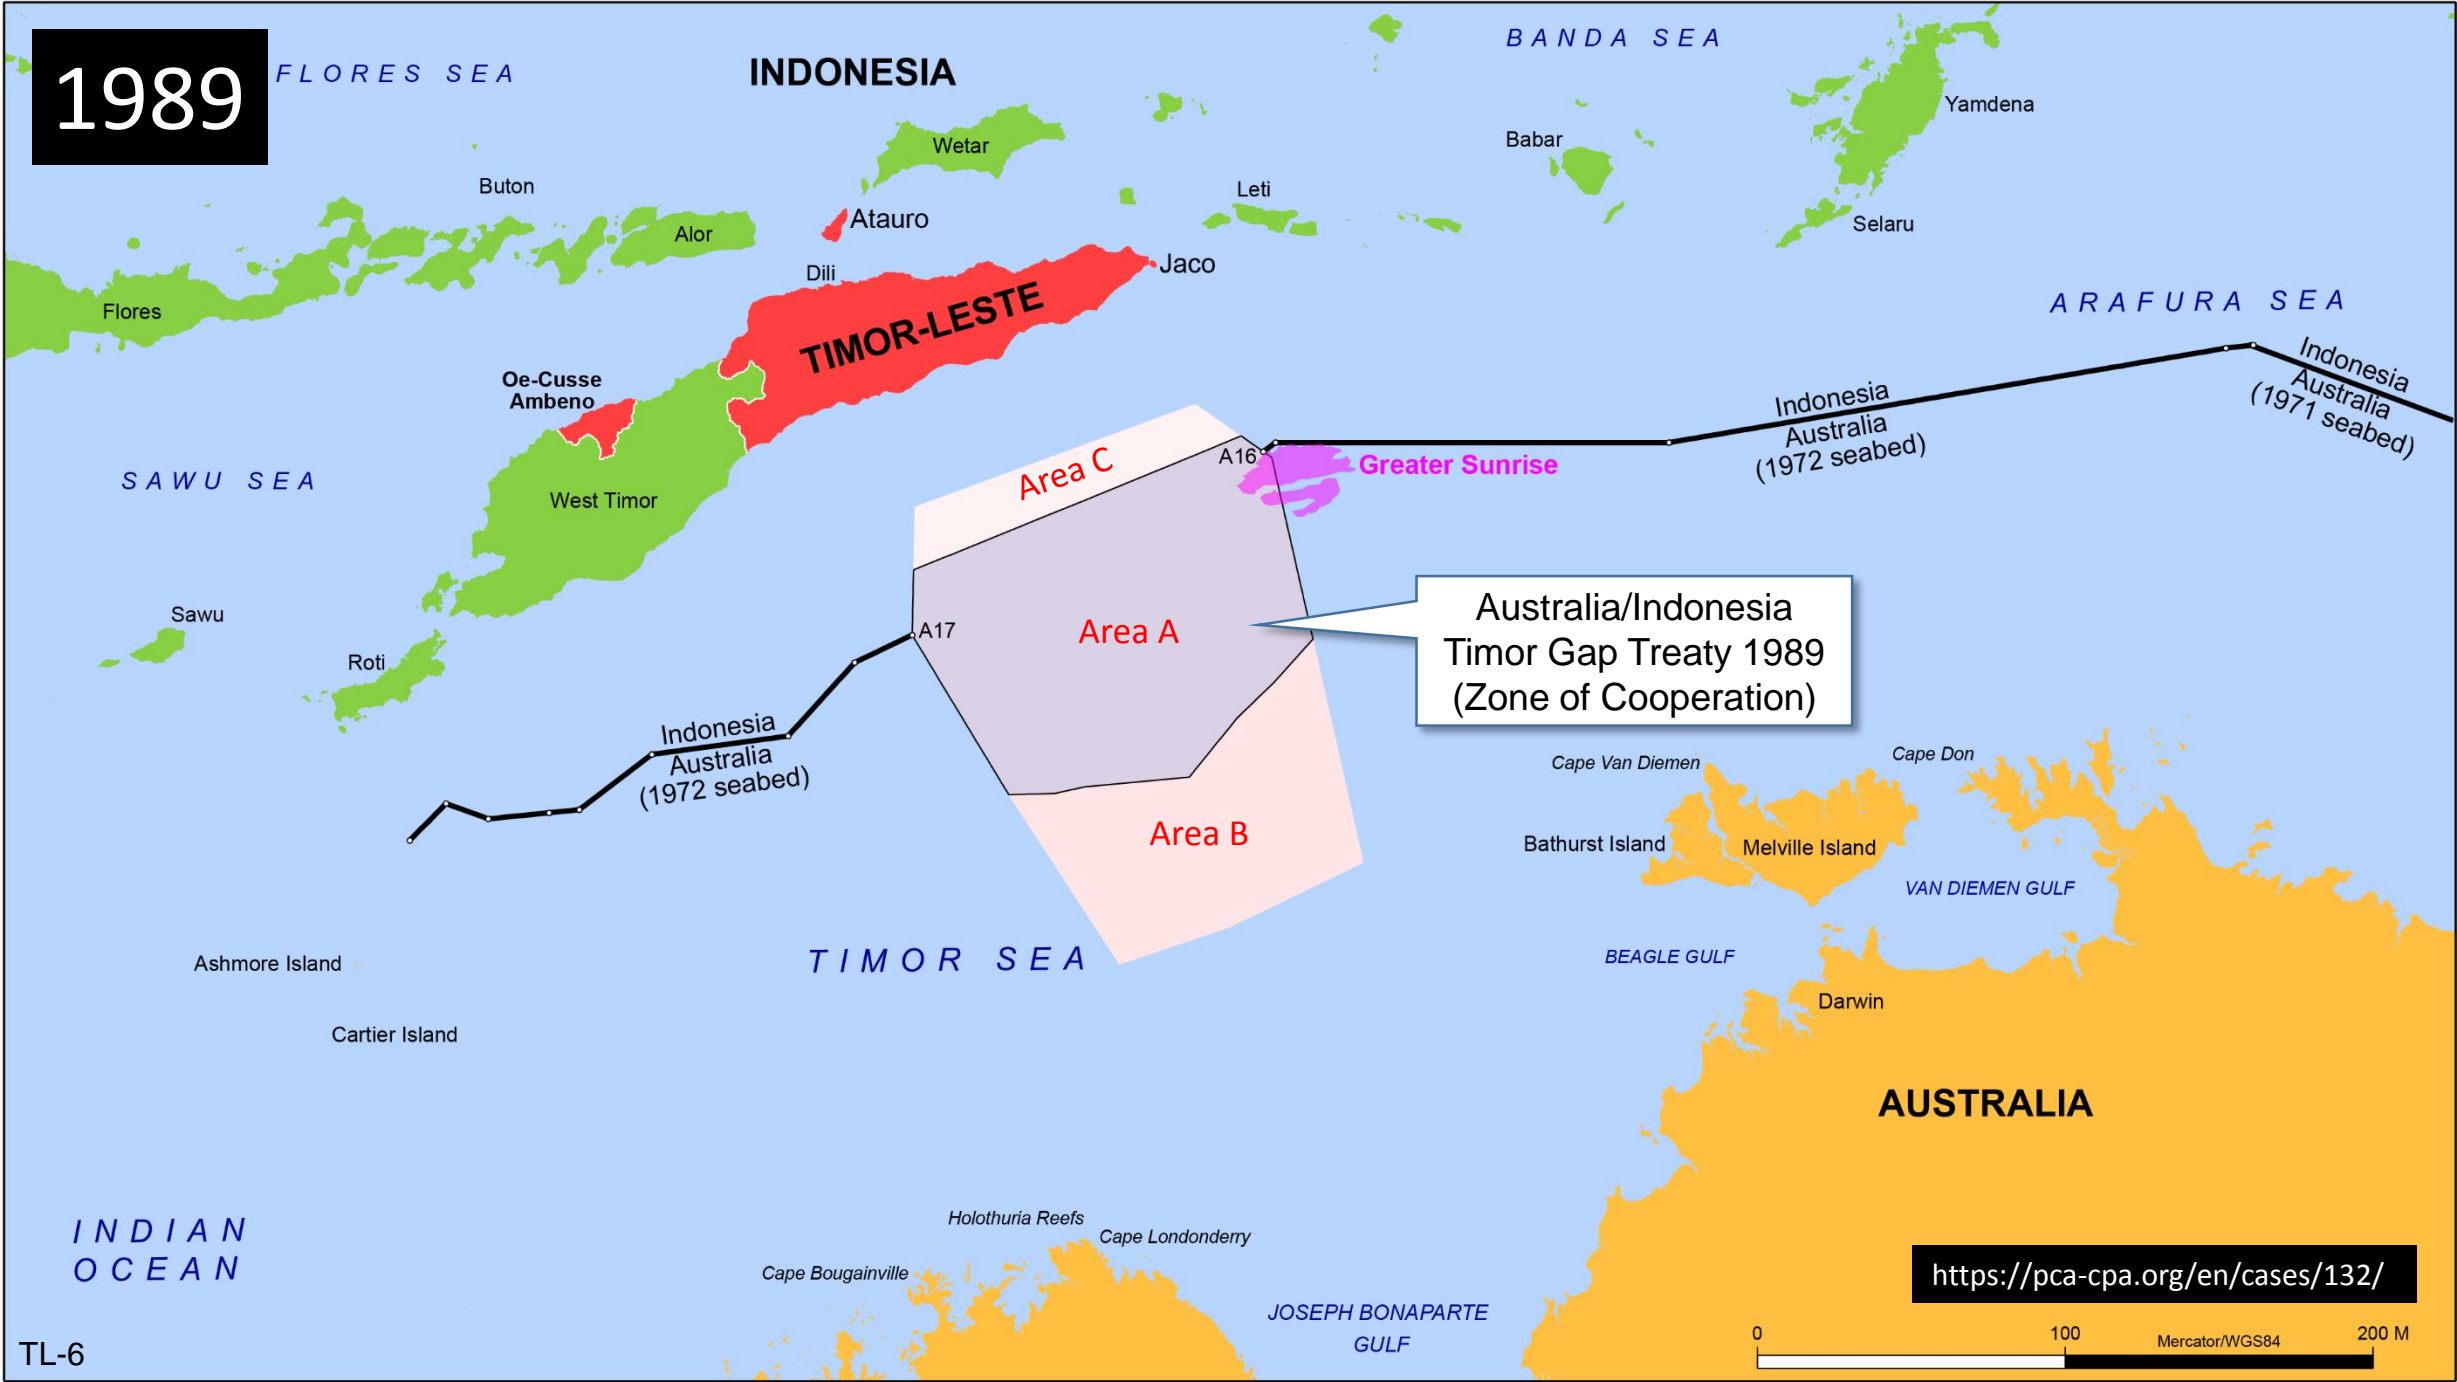 1989
FLORES SEA
INDONESIA
BANDA SEA
Yamdena
Babar
Wetar
Buton
Leti
Atauro
Alor
Selaru
Dili
Jaco
Flores
TIMOR-LESTE
ARAFURA SEA
Oe-Cusse
Ambeno
Indonesia
Australia
(1971 seabed)
Indonesia
Australia
(1972 seabed)
SAWU SEA
West Timor
Area C
A16
Greater Sunrise
Sawu
A17
Area A
Australia/Indonesia
Timor Gap Treaty 1989
(Zone of Cooperation)
Roti
Indonesia
Australia
(1972 seabed)
Cape Van Diemen
Cape Don
Area B
Bathurst Island
Melville Island
VAN DIEMEN GULF
TIMOR SEA
BEAGLE GULF
Ashmore Island
Darwin
Cartier Island
AUSTRALIA
INDIAN
OCEAN
Holothuria Reefs
Cape Londonderry
Cape Bougainville
https://pca-cpa.org/en/cases/132/
JOSEPH BONAPARTE
GULF
0 100 200 M
Mercator/WGS84
TL-6